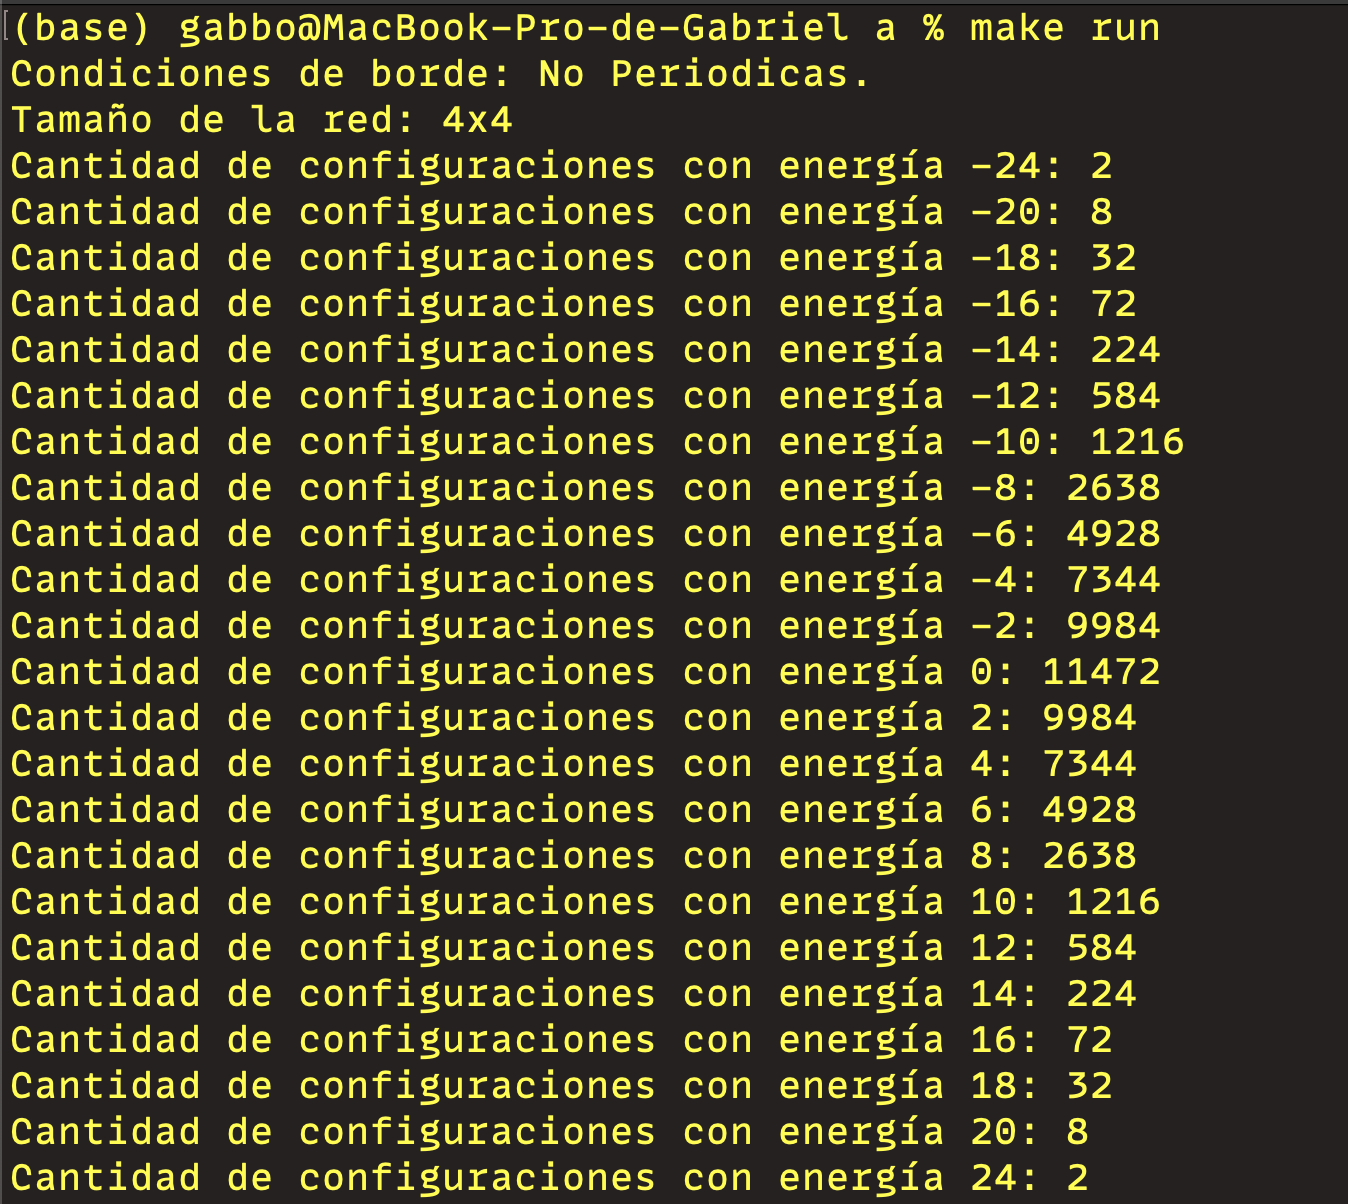 (base) gabbo@MacBook-Pro-de-Gabriel a % make run
Condiciones de borde: No Periodicas.
Tamaño de la red: 4x4
Cantidad de configuraciones con energía -24: 2
Cantidad de configuraciones con energía -20: 8
Cantidad de configuraciones con energía -18: 32
Cantidad de configuraciones con energía -16: 72
Cantidad de configuraciones con energía -14: 224
Cantidad de configuraciones con energía -12: 584
Cantidad de configuraciones con energía -10: 1216
Cantidad de configuraciones con energía -8: 2638
Cantidad de configuraciones con energía -6: 4928
Cantidad de configuraciones con energía -4: 7344
Cantidad de configuraciones con energía -2: 9984
Cantidad de configuraciones con energía 0: 11472
Cantidad de configuraciones con energía 2: 9984
Cantidad de configuraciones con energía 4: 7344
Cantidad de configuraciones con energía 6: 4928
Cantidad de configuraciones con energía 8: 2638
Cantidad de configuraciones con energía 10: 1216
Cantidad de configuraciones con energía 12: 584
Cantidad de configuraciones con energía 14: 224
Cantidad de configuraciones con energía 16: 72
Cantidad de configuraciones con energía 18: 32
Cantidad de configuraciones con energía 20: 8
Cantidad de configuraciones con energía 24: 2